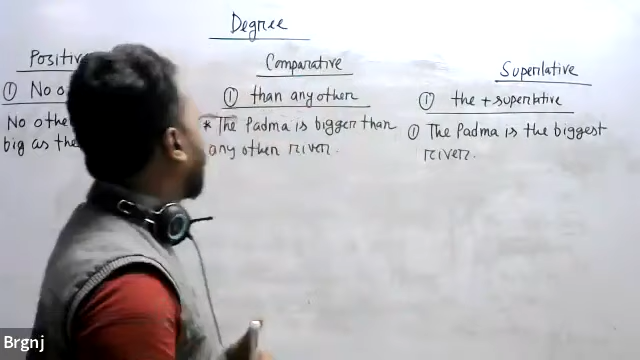 Degree
Positive
① No o
No othe
big as the
Comparative
① than any other
* The Padma is bigger than
any other river.
Superlative
① the + superlative
① The Padma is the biggest
river.
Brgnj